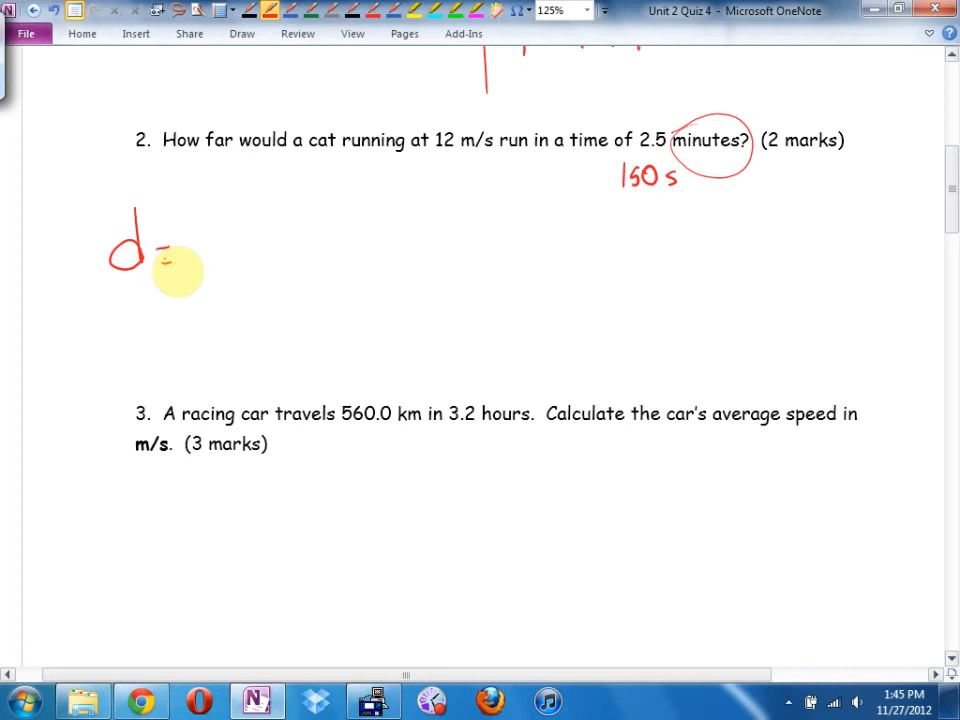 Unit 2 Quiz 4 - Microsoft OneNote
125%
File Home Insert Share Draw Review View Pages Add-Ins
2. How far would a cat running at 12 m/s run in a time of 2.5 minutes? (2 marks)
150 s
d =
3. A racing car travels 560.0 km in 3.2 hours. Calculate the car's average speed in
m/s. (3 marks)
1:45 PM
11/27/2012